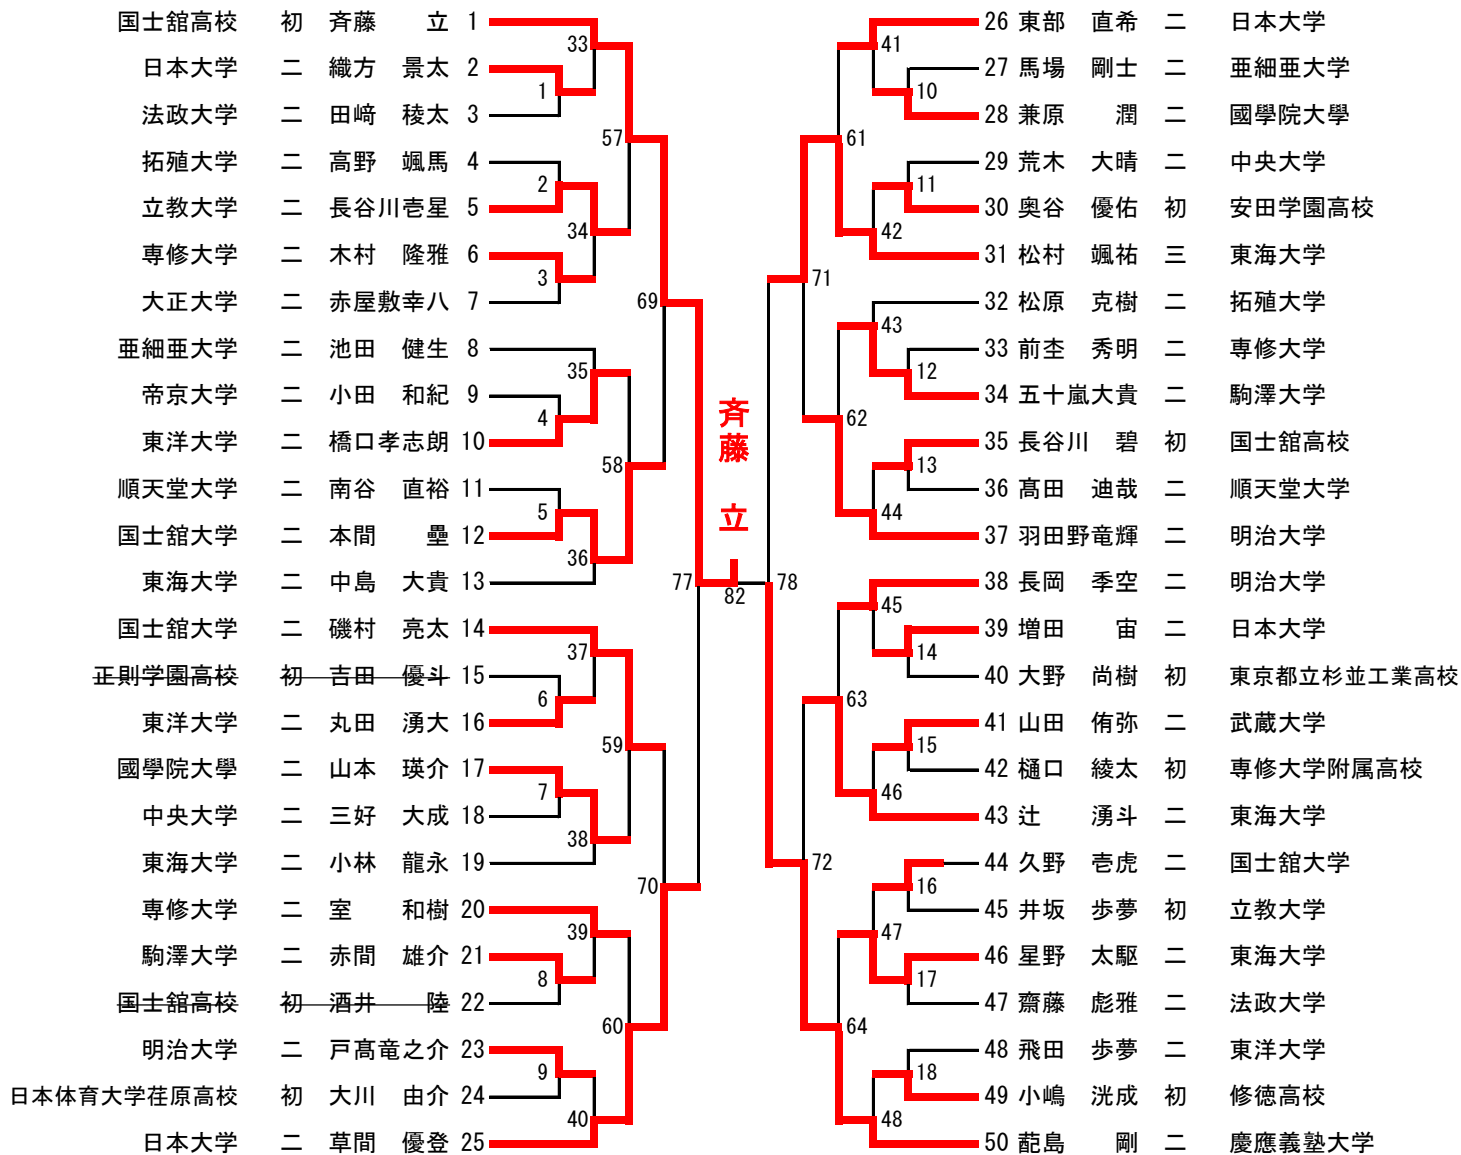 国士舘高校 初 斉藤 立 1
日本大学 二 織方 景太 2
法政大学 二 田﨑 稜太 3
拓殖大学 二 高野 颯馬 4
立教大学 二 長谷川壱星 5
専修大学 二 木村 隆雅 6
大正大学 二 赤屋敷幸八 7
亜細亜大学 二 池田 健生 8
帝京大学 二 小田 和紀 9
東洋大学 二 橋口孝志朗 10
順天堂大学 二 南谷 直裕 11
国士舘大学 二 本間 壘 12
東海大学 二 中島 大貴 13
国士舘大学 二 磯村 亮太 14
正則学園高校 初 吉田 優斗 15
東洋大学 二 丸田 湧大 16
國學院大學 二 山本 瑛介 17
中央大学 二 三好 大成 18
東海大学 二 小林 龍永 19
専修大学 二 室 和樹 20
駒澤大学 二 赤間 雄介 21
国士舘高校 初 酒井 陸 22
明治大学 二 戸髙竜之介 23
日本体育大学荏原高校 初 大川 由介 24
日本大学 二 草間 優登 25
33
1
57
2
34
3
69
35
4
58
5
36
77
37
6
59
7
38
70
39
8
60
9
40
斉藤 立
82
78
41
10
61
11
42
71
43
12
62
13
44
45
14
63
15
46
72
16
47
17
64
18
48
26 東部 直希 二 日本大学
27 馬場 剛士 二 亜細亜大学
28 兼原 潤 二 國學院大學
29 荒木 大晴 二 中央大学
30 奥谷 優佑 初 安田学園高校
31 松村 颯祐 三 東海大学
32 松原 克樹 二 拓殖大学
33 前杢 秀明 二 専修大学
34 五十嵐大貴 二 駒澤大学
35 長谷川 碧 初 国士舘高校
36 髙田 迪哉 二 順天堂大学
37 羽田野竜輝 二 明治大学
38 長岡 季空 二 明治大学
39 増田 宙 二 日本大学
40 大野 尚樹 初 東京都立杉並工業高校
41 山田 侑弥 二 武蔵大学
42 樋口 綾太 初 専修大学附属高校
43 辻 湧斗 二 東海大学
44 久野 壱虎 二 国士舘大学
45 井坂 歩夢 初 立教大学
46 星野 太駆 二 東海大学
47 齋藤 彪雅 二 法政大学
48 飛田 歩夢 二 東洋大学
49 小嶋 洸成 初 修徳高校
50 蓜島 剛 二 慶應義塾大学